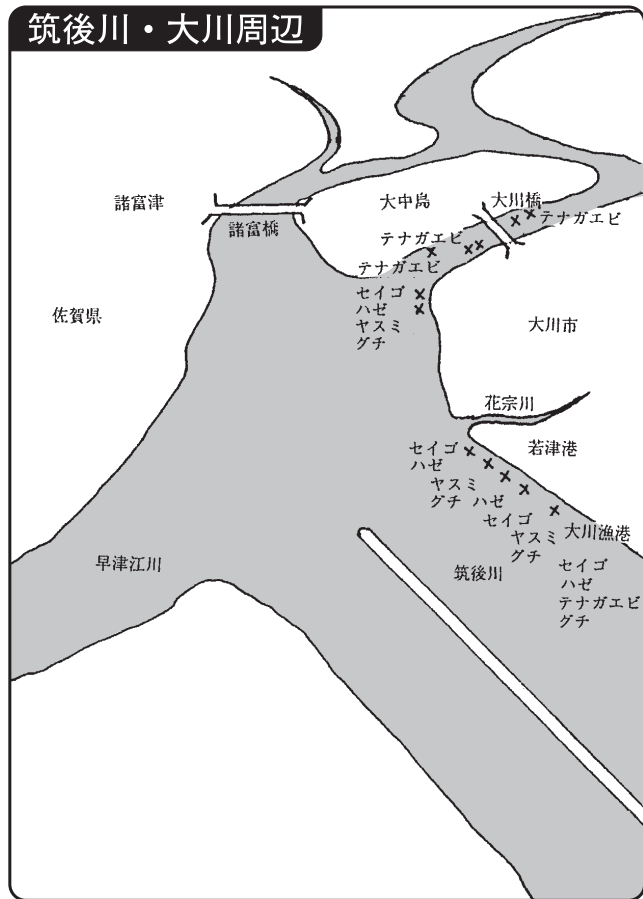 筑後川・大川周辺
諸富津
諸富橋
大中島
大川橋
テナガエビ
テナガエビ
テナガエビ
セイゴ
ハゼ
ヤスミ
グチ
佐賀県
大川市
花宗川
若津港
セイゴ
ハゼ
ヤスミ
グチ ハゼ
セイゴ
ヤスミ
グチ
大川漁港
セイゴ
ハゼ
テナガエビ
グチ
筑後川
早津江川